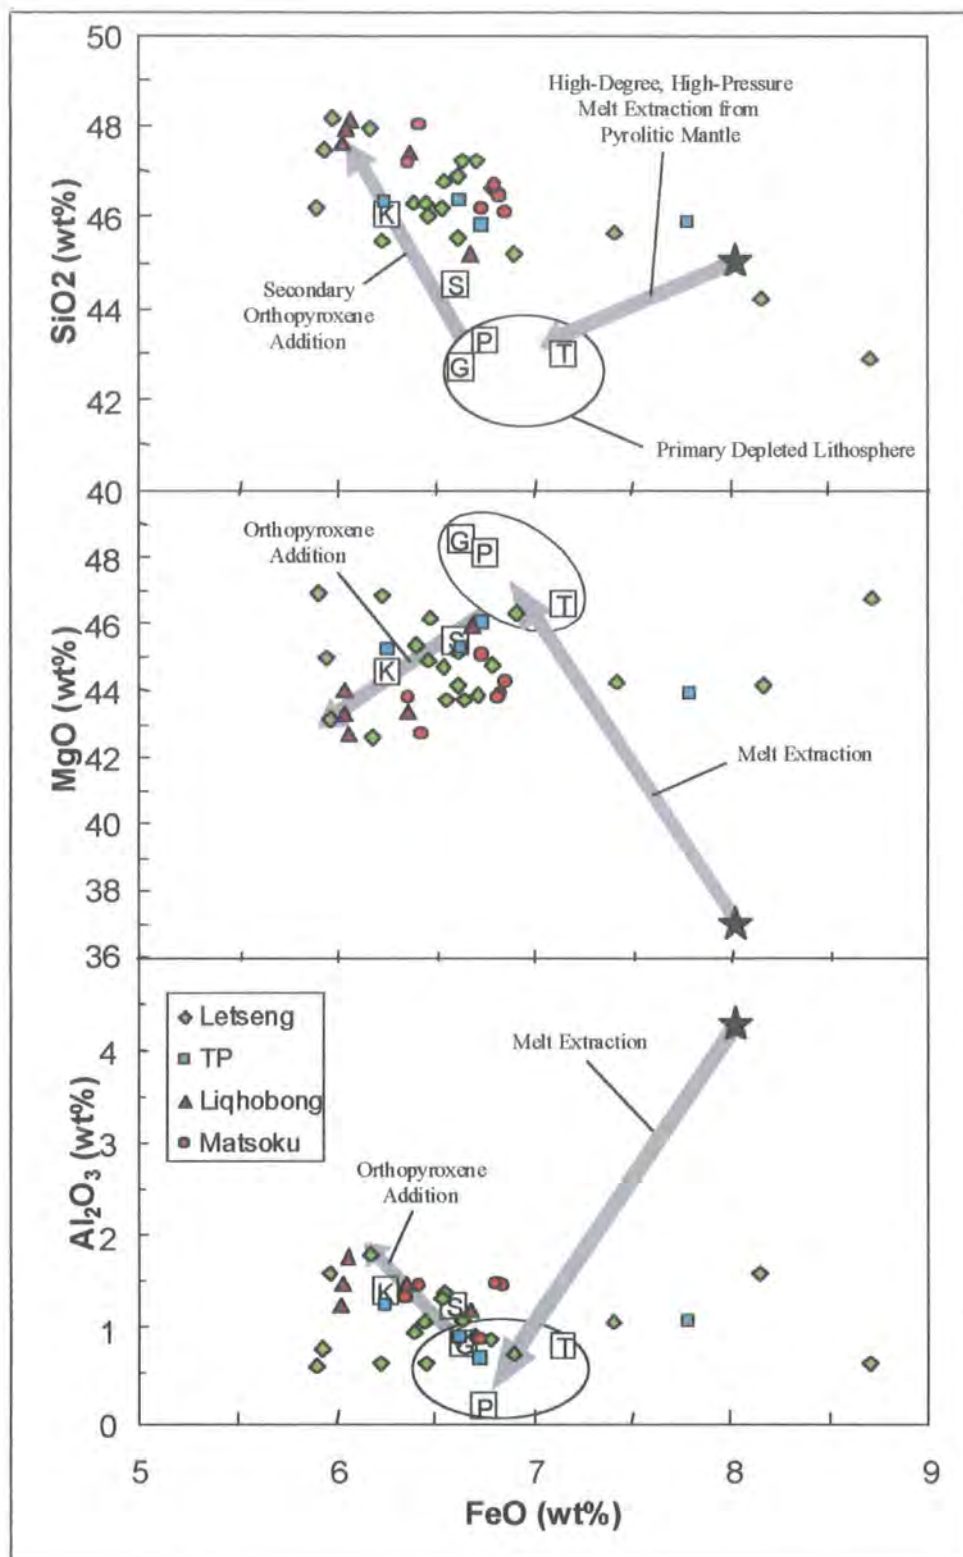 50
48
46
44
42
40
SiO2 (wt%)
High-Degree, High-Pressure
Melt Extraction from
Pyrolitic Mantle
K
S
P
G
T
Secondary
Orthopyroxene
Addition
Primary Depleted Lithosphere
48
46
44
42
40
38
36
MgO (wt%)
Orthopyroxene
Addition
G
P
T
S
K
Melt Extraction
4
3
2
1
0
Al₂O₃ (wt%)
Letseng
TP
Liqhobong
Matsoku
Melt Extraction
Orthopyroxene
Addition
K
S
G
T
P
5
6
7
8
9
FeO (wt%)